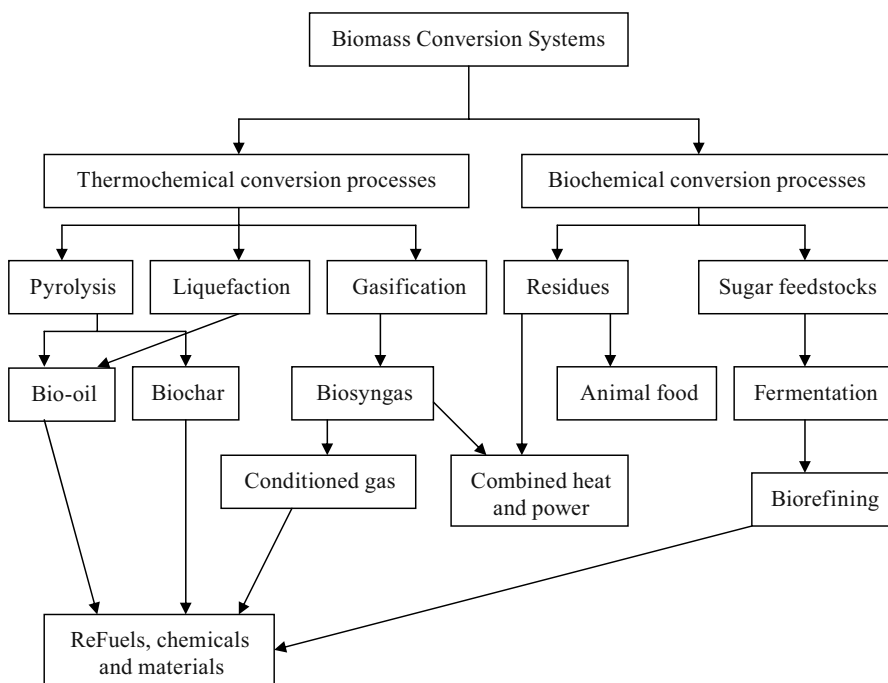 Biomass Conversion Systems
Thermochemical conversion processes
Biochemical conversion processes
Pyrolysis
Liquefaction
Gasification
Residues
Sugar feedstocks
Bio-oil
Biochar
Biosyngas
Animal food
Fermentation
Conditioned gas
Combined heat
and power
Biorefining
ReFuels, chemicals
and materials